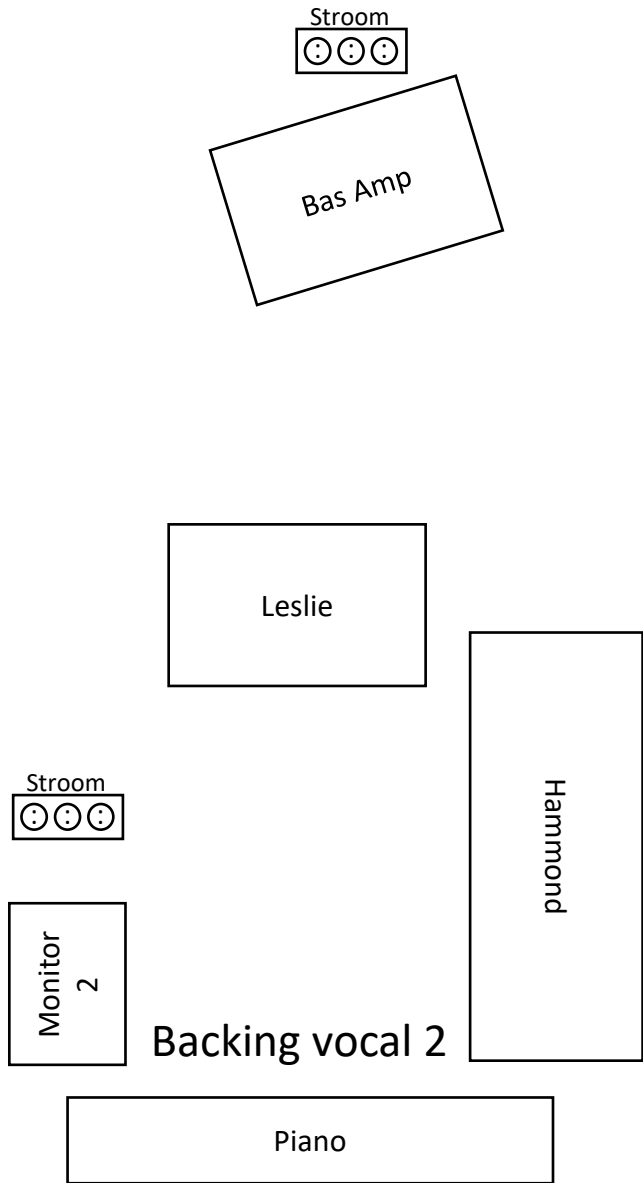 Stroom
Bas Amp
Leslie
Stroom
Hammond
Monitor
2
Backing vocal 2
Piano